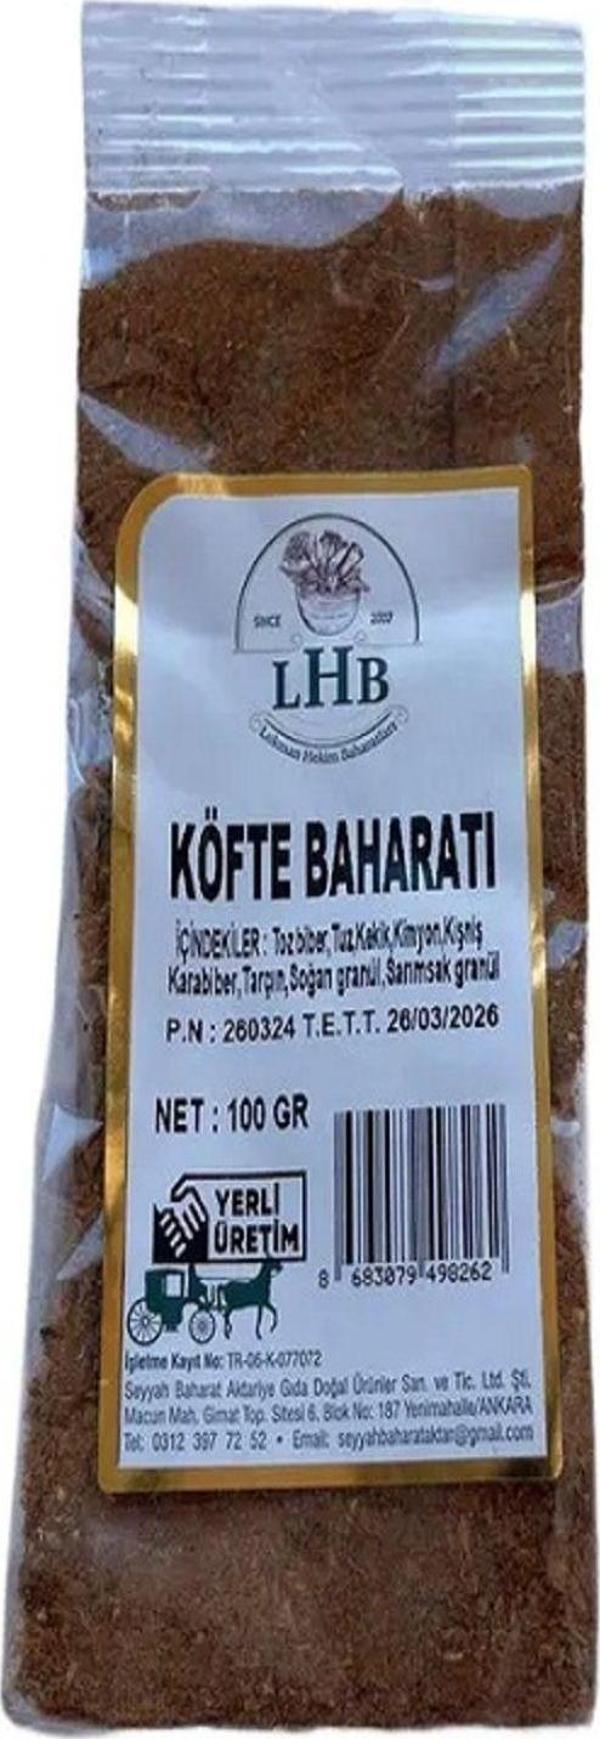 SINCE 2007
LHB
Lokman Hekim Baharatları
KÖFTE BAHARATI
İÇİNDEKİLER : Toz biber,Tuz,Kekik,Kimyon,Kişniş
Karabiber,Tarçın,Soğan granül,Sarımsak granül
P.N : 260324 T.E.T.T. 26/03/2026
NET : 100 GR
YERLİ
ÜRETİM
8 683079 498262
İşletme Kayıt No: TR-06-K-077072
Seyyah Baharat Aktariye Gıda Doğal Ürünler San. ve Tic. Ltd. Şti.
Macun Mah. Gimat Top. Sitesi 6. Blok No: 187 Yenimahalle/ANKARA
Tel: 0312 397 72 52 • Email: seyyahbaharataktar@gmail.com